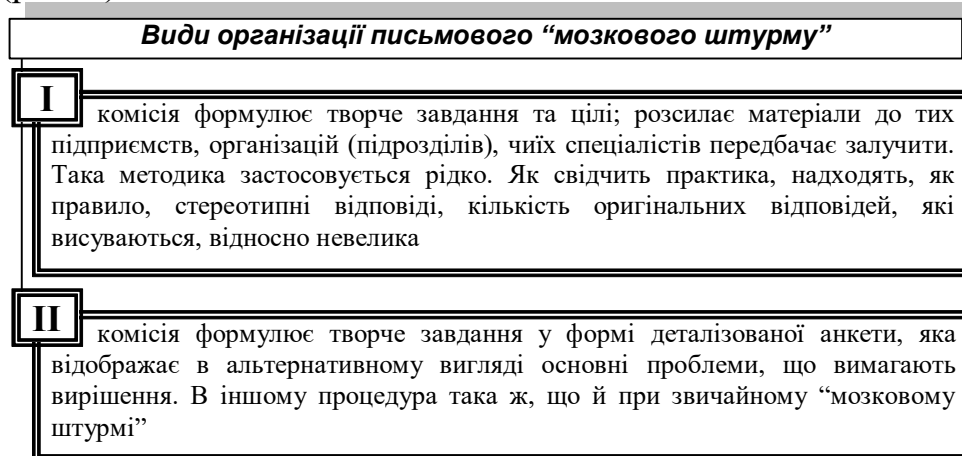 Види організації письмового “мозкового штурму”
I
комісія формулює творче завдання та цілі; розсилає матеріали до тих
підприємств, організацій (підрозділів), чиїх спеціалістів передбачає залучити.
Така методика застосовується рідко. Як свідчить практика, надходять, як
правило, стереотипні відповіді, кількість оригінальних відповідей, які
висуваються, відносно невелика
II
комісія формулює творче завдання у формі деталізованої анкети, яка
відображає в альтернативному вигляді основні проблеми, що вимагають
вирішення. В іншому процедура така ж, що й при звичайному “мозковому
штурмі”